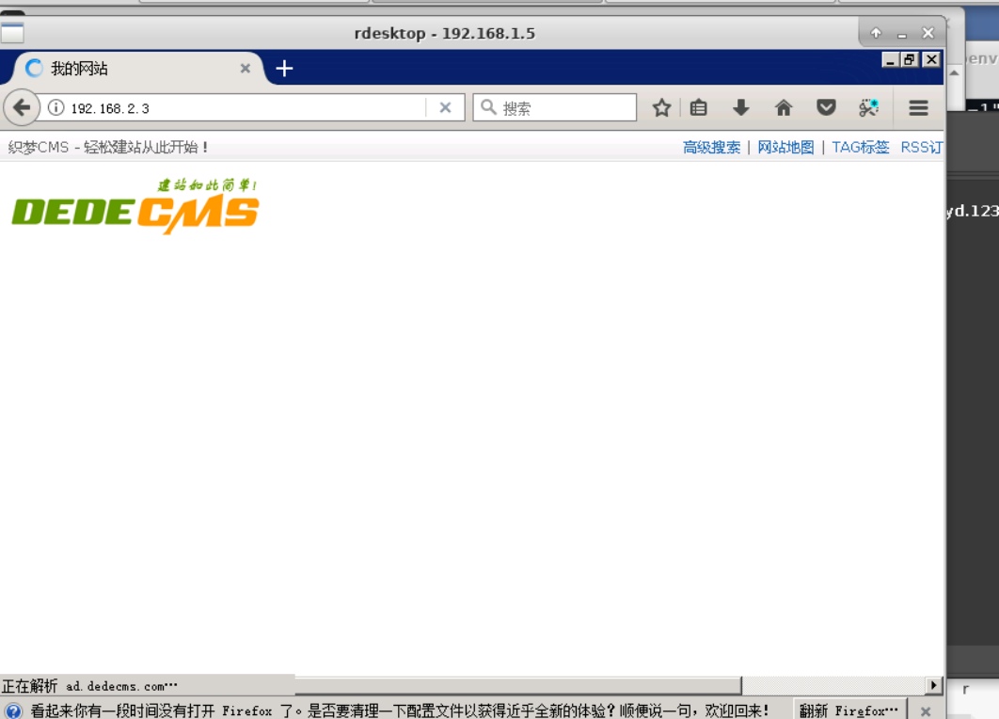 rdesktop - 192.168.1.5
我的网站
env
192.168.2.3
搜索
-1"
织梦CMS - 轻松建站从此开始！
高级搜索 | 网站地图 | TAG标签 RSS订
建站如此简单!
DEDECMS
yd.123
正在解析 ad.dedecms.com…
r
看起来你有一段时间没有打开 Firefox 了。是否要清理一下配置文件以获得近乎全新的体验？顺便说一句，欢迎回来！
翻新 Firefox…